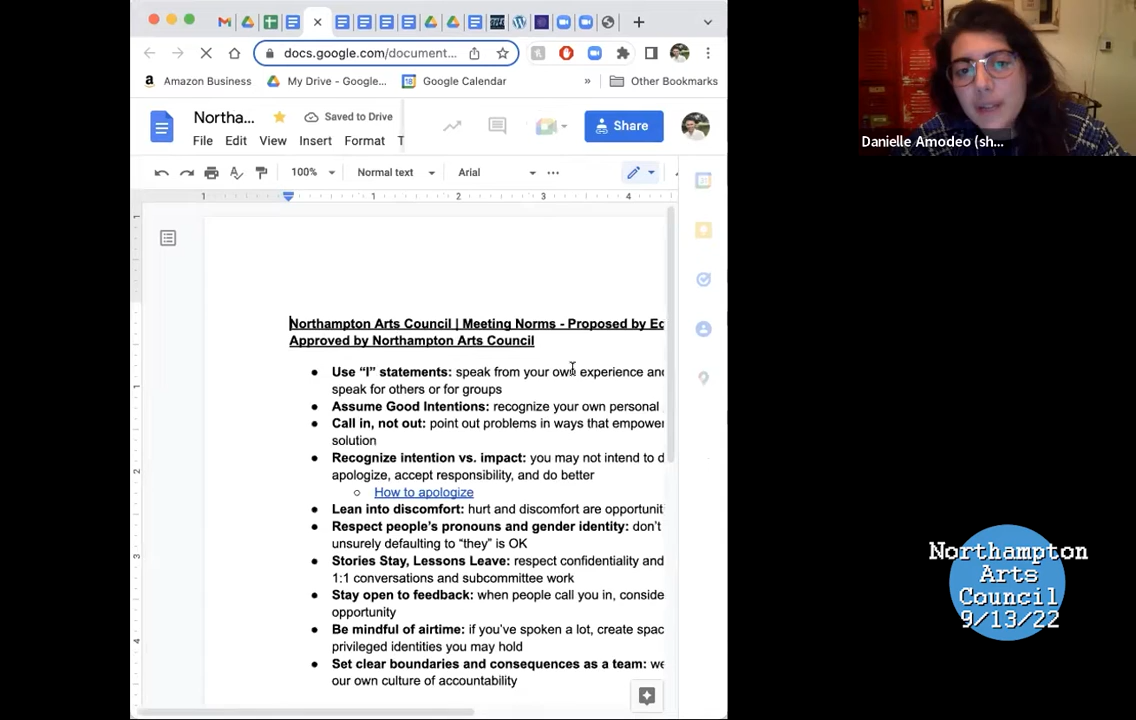 docs.google.com/document...
Amazon Business
My Drive - Google...
Google Calendar
»
Other Bookmarks
Northa...
Saved to Drive
File Edit View Insert Format T
Share
100%
Normal text
Arial
1 1 2 3 4
Northampton Arts Council | Meeting Norms - Proposed by Eq
Approved by Northampton Arts Council
● Use “I” statements: speak from your own experience and
speak for others or for groups
● Assume Good Intentions: recognize your own personal
● Call in, not out: point out problems in ways that empower
solution
● Recognize intention vs. impact: you may not intend to d
apologize, accept responsibility, and do better
○ How to apologize
● Lean into discomfort: hurt and discomfort are opportunit
● Respect people’s pronouns and gender identity: don’t
unsurely defaulting to “they” is OK
● Stories Stay, Lessons Leave: respect confidentiality and
1:1 conversations and subcommittee work
● Stay open to feedback: when people call you in, conside
opportunity
● Be mindful of airtime: if you’ve spoken a lot, create spac
privileged identities you may hold
● Set clear boundaries and consequences as a team: we
our own culture of accountability
Danielle Amodeo (sh...
Northampton
Arts
Council
9/13/22